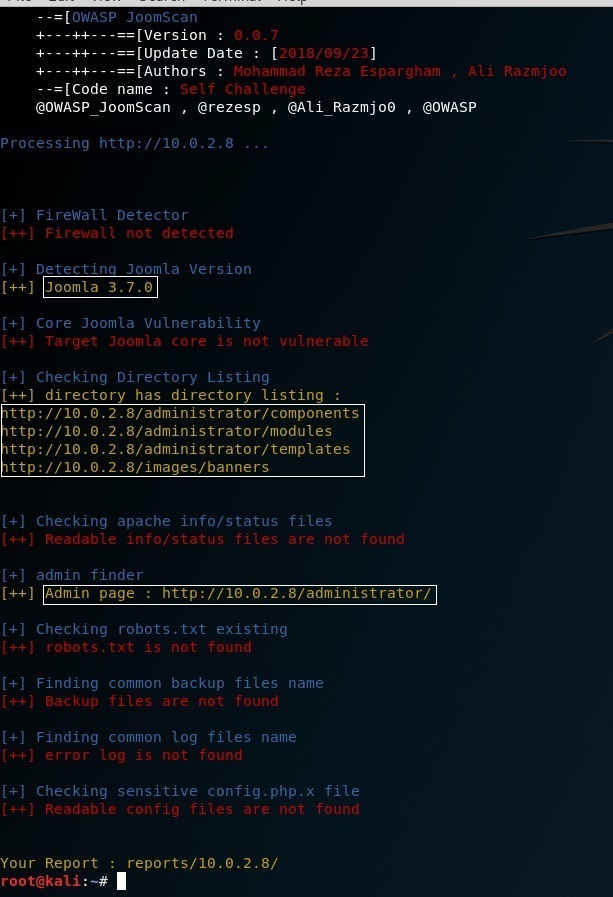 --=[OWASP JoomScan
+---++---==[Version : 0.0.7
+---++---==[Update Date : [2018/09/23]
+---++---==[Authors : Mohammad Reza Espargham , Ali Razmjoo
--=[Code name : Self Challenge
@OWASP_JoomScan , @rezesp , @Ali_Razmjo0 , @OWASP
Processing http://10.0.2.8 ...
[+] FireWall Detector
[++] Firewall not detected
[+] Detecting Joomla Version
[++] Joomla 3.7.0
[+] Core Joomla Vulnerability
[++] Target Joomla core is not vulnerable
[+] Checking Directory Listing
[++] directory has directory listing :
http://10.0.2.8/administrator/components
http://10.0.2.8/administrator/modules
http://10.0.2.8/administrator/templates
http://10.0.2.8/images/banners
[+] Checking apache info/status files
[++] Readable info/status files are not found
[+] admin finder
[++] Admin page : http://10.0.2.8/administrator/
[+] Checking robots.txt existing
[++] robots.txt is not found
[+] Finding common backup files name
[++] Backup files are not found
[+] Finding common log files name
[++] error log is not found
[+] Checking sensitive config.php.x file
[++] Readable config files are not found
Your Report : reports/10.0.2.8/
root@kali:~#